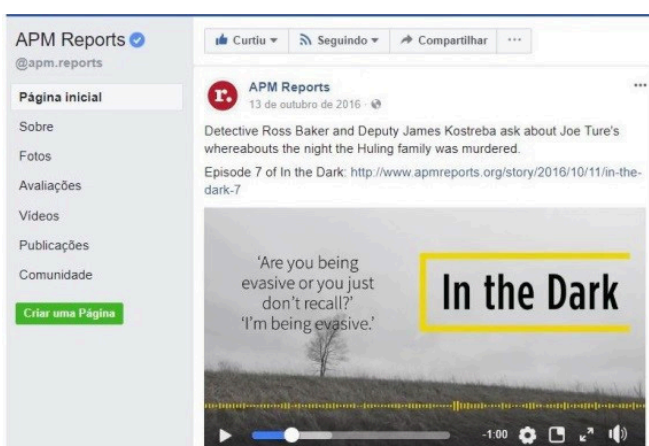 APM Reports
@apm.reports
Página inicial
Sobre
Fotos
Avaliações
Vídeos
Publicações
Comunidade
Criar uma Página
Curtiu Seguindo Compartilhar ...
r.
APM Reports
13 de outubro de 2016 ·
Detective Ross Baker and Deputy James Kostreba ask about Joe Ture's
whereabouts the night the Huling family was murdered.
Episode 7 of In the Dark: http://www.apmreports.org/story/2016/10/11/in-the-
dark-7
'Are you being
evasive or you just
don't recall?'
'I'm being evasive.'
In the Dark
-1:00